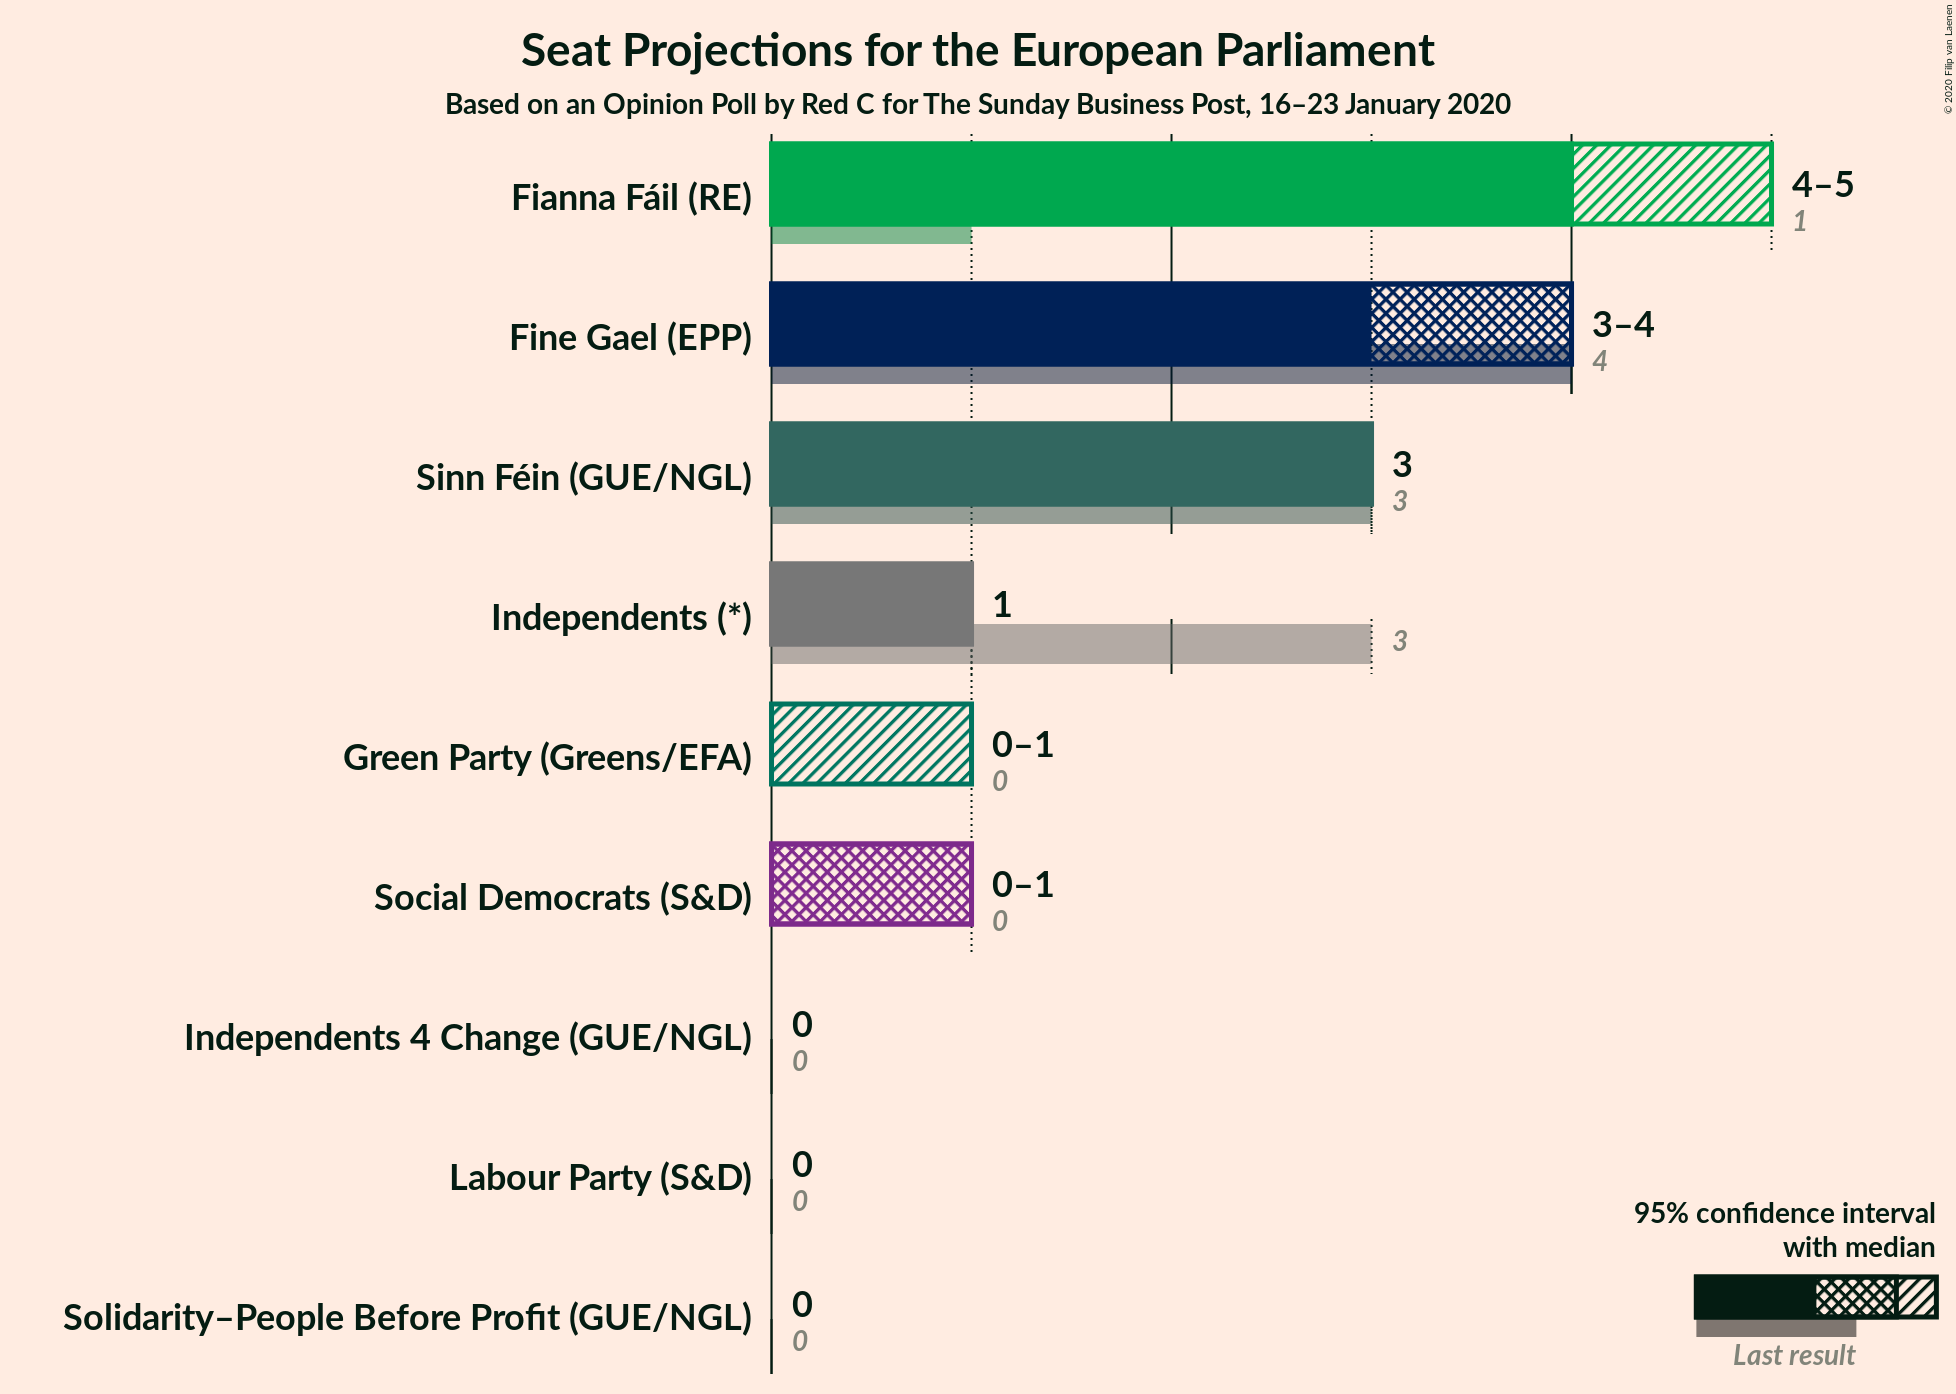 Seat Projections for the European Parliament
Based on an Opinion Poll by Red C for The Sunday Business Post, 16–23 January 2020
© 2020 Filip van Laenen
Fianna Fáil (RE)
4–5
1
Fine Gael (EPP)
3–4
4
Sinn Féin (GUE/NGL)
3
3
Independents (*)
1
3
Green Party (Greens/EFA)
0–1
0
Social Democrats (S&D)
0–1
0
Independents 4 Change (GUE/NGL)
0
0
Labour Party (S&D)
0
0
Solidarity–People Before Profit (GUE/NGL)
0
0
95% confidence interval
with median
Last result